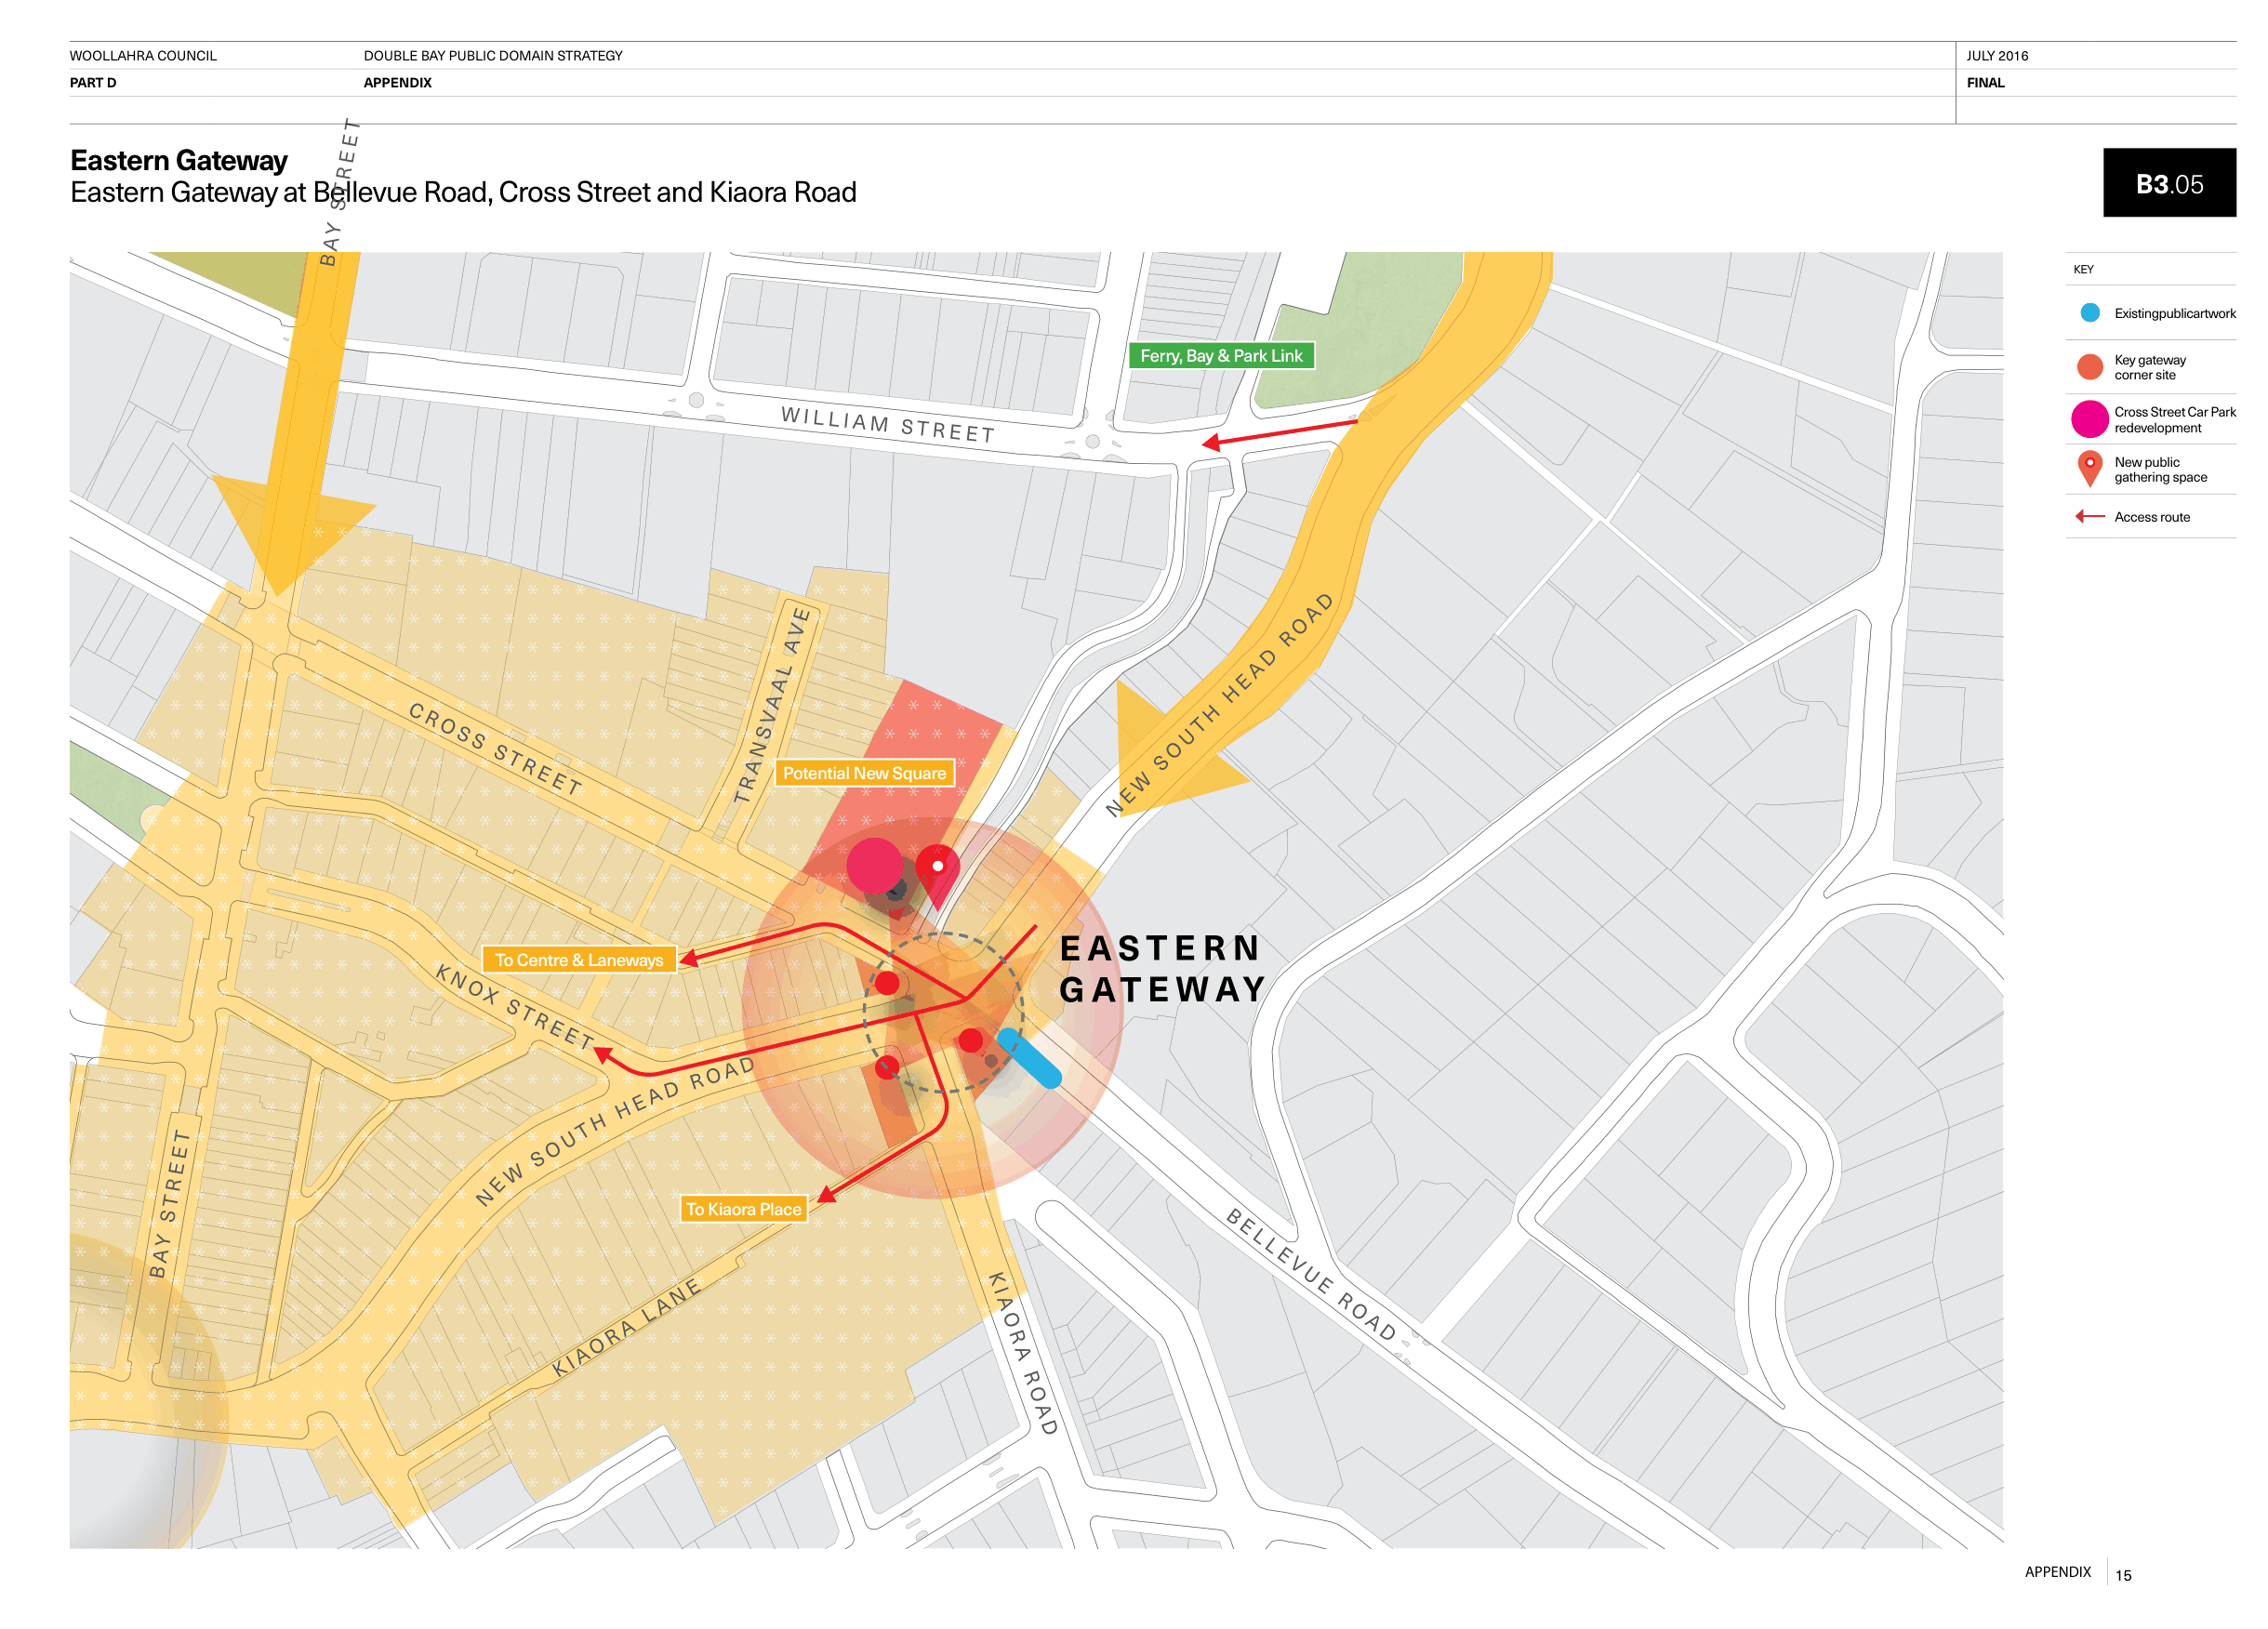 WOOLLAHRA COUNCIL
DOUBLE BAY PUBLIC DOMAIN STRATEGY
JULY 2016
PART D
APPENDIX
FINAL
Eastern Gateway
Eastern Gateway at Bellevue Road, Cross Street and Kiaora Road
B3.05
BAY STREET
KEY
Existingpublicartwork
Key gateway
corner site
Cross Street Car Park
redevelopment
New public
gathering space
Access route
Ferry, Bay & Park Link
WILLIAM STREET
NEW SOUTH HEAD ROAD
TRANSVAAL AVE
CROSS STREET
Potential New Square
EASTERN
GATEWAY
To Centre & Laneways
KNOX STREET
NEW SOUTH HEAD ROAD
BAY STREET
To Kiaora Place
KIAORA LANE
KIAORA ROAD
BELLEVUE ROAD
APPENDIX
15